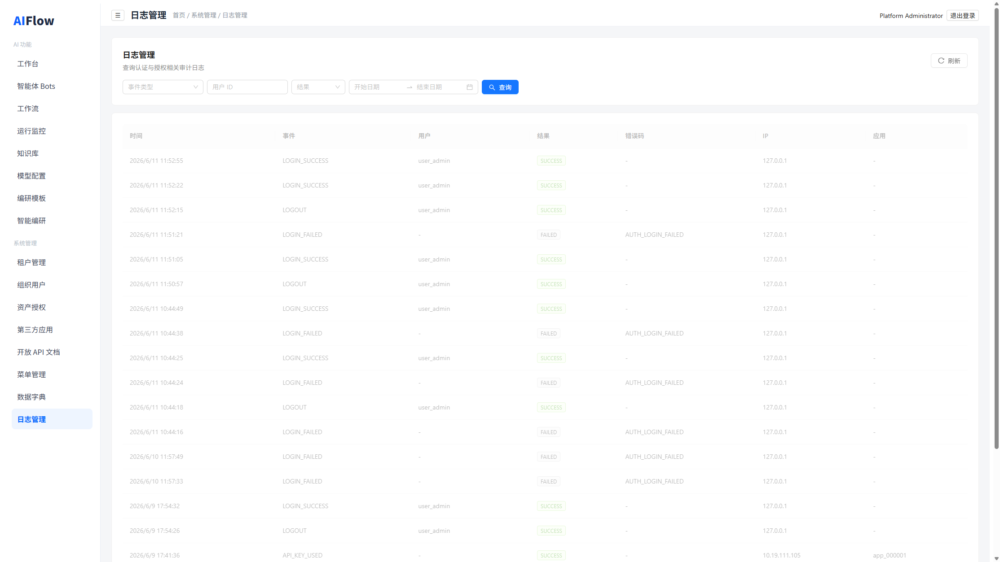 AIFlow
AI 功能
工作台
智能体 Bots
工作流
运行监控
知识库
模型配置
编研模板
智能编研
系统管理
租户管理
组织用户
资产授权
第三方应用
开放 API 文档
菜单管理
数据字典
日志管理
日志管理 首页 / 系统管理 / 日志管理
Platform Administrator 退出登录
日志管理
查询认证与授权相关审计日志
刷新
事件类型 用户 ID 结果 开始日期 → 结束日期 查询
时间 事件 用户 结果 错误码 IP 应用
2026/6/11 11:52:55 LOGIN_SUCCESS user_admin SUCCESS - 127.0.0.1 -
2026/6/11 11:52:22 LOGIN_SUCCESS user_admin SUCCESS - 127.0.0.1 -
2026/6/11 11:52:15 LOGOUT user_admin SUCCESS - 127.0.0.1 -
2026/6/11 11:51:21 LOGIN_FAILED - FAILED AUTH_LOGIN_FAILED 127.0.0.1 -
2026/6/11 11:51:05 LOGIN_SUCCESS user_admin SUCCESS - 127.0.0.1 -
2026/6/11 11:50:57 LOGOUT user_admin SUCCESS - 127.0.0.1 -
2026/6/11 10:44:49 LOGIN_SUCCESS user_admin SUCCESS - 127.0.0.1 -
2026/6/11 10:44:38 LOGIN_FAILED - FAILED AUTH_LOGIN_FAILED 127.0.0.1 -
2026/6/11 10:44:25 LOGIN_SUCCESS user_admin SUCCESS - 127.0.0.1 -
2026/6/11 10:44:24 LOGIN_FAILED - FAILED AUTH_LOGIN_FAILED 127.0.0.1 -
2026/6/11 10:44:18 LOGOUT user_admin SUCCESS - 127.0.0.1 -
2026/6/11 10:44:16 LOGIN_FAILED - FAILED AUTH_LOGIN_FAILED 127.0.0.1 -
2026/6/10 11:57:49 LOGIN_FAILED - FAILED AUTH_LOGIN_FAILED 127.0.0.1 -
2026/6/10 11:57:33 LOGIN_FAILED - FAILED AUTH_LOGIN_FAILED 127.0.0.1 -
2026/6/9 17:54:32 LOGIN_SUCCESS user_admin SUCCESS - 127.0.0.1 -
2026/6/9 17:54:26 LOGOUT user_admin SUCCESS - 127.0.0.1 -
2026/6/9 17:41:36 API_KEY_USED - SUCCESS 10.19.111.105 app_000001